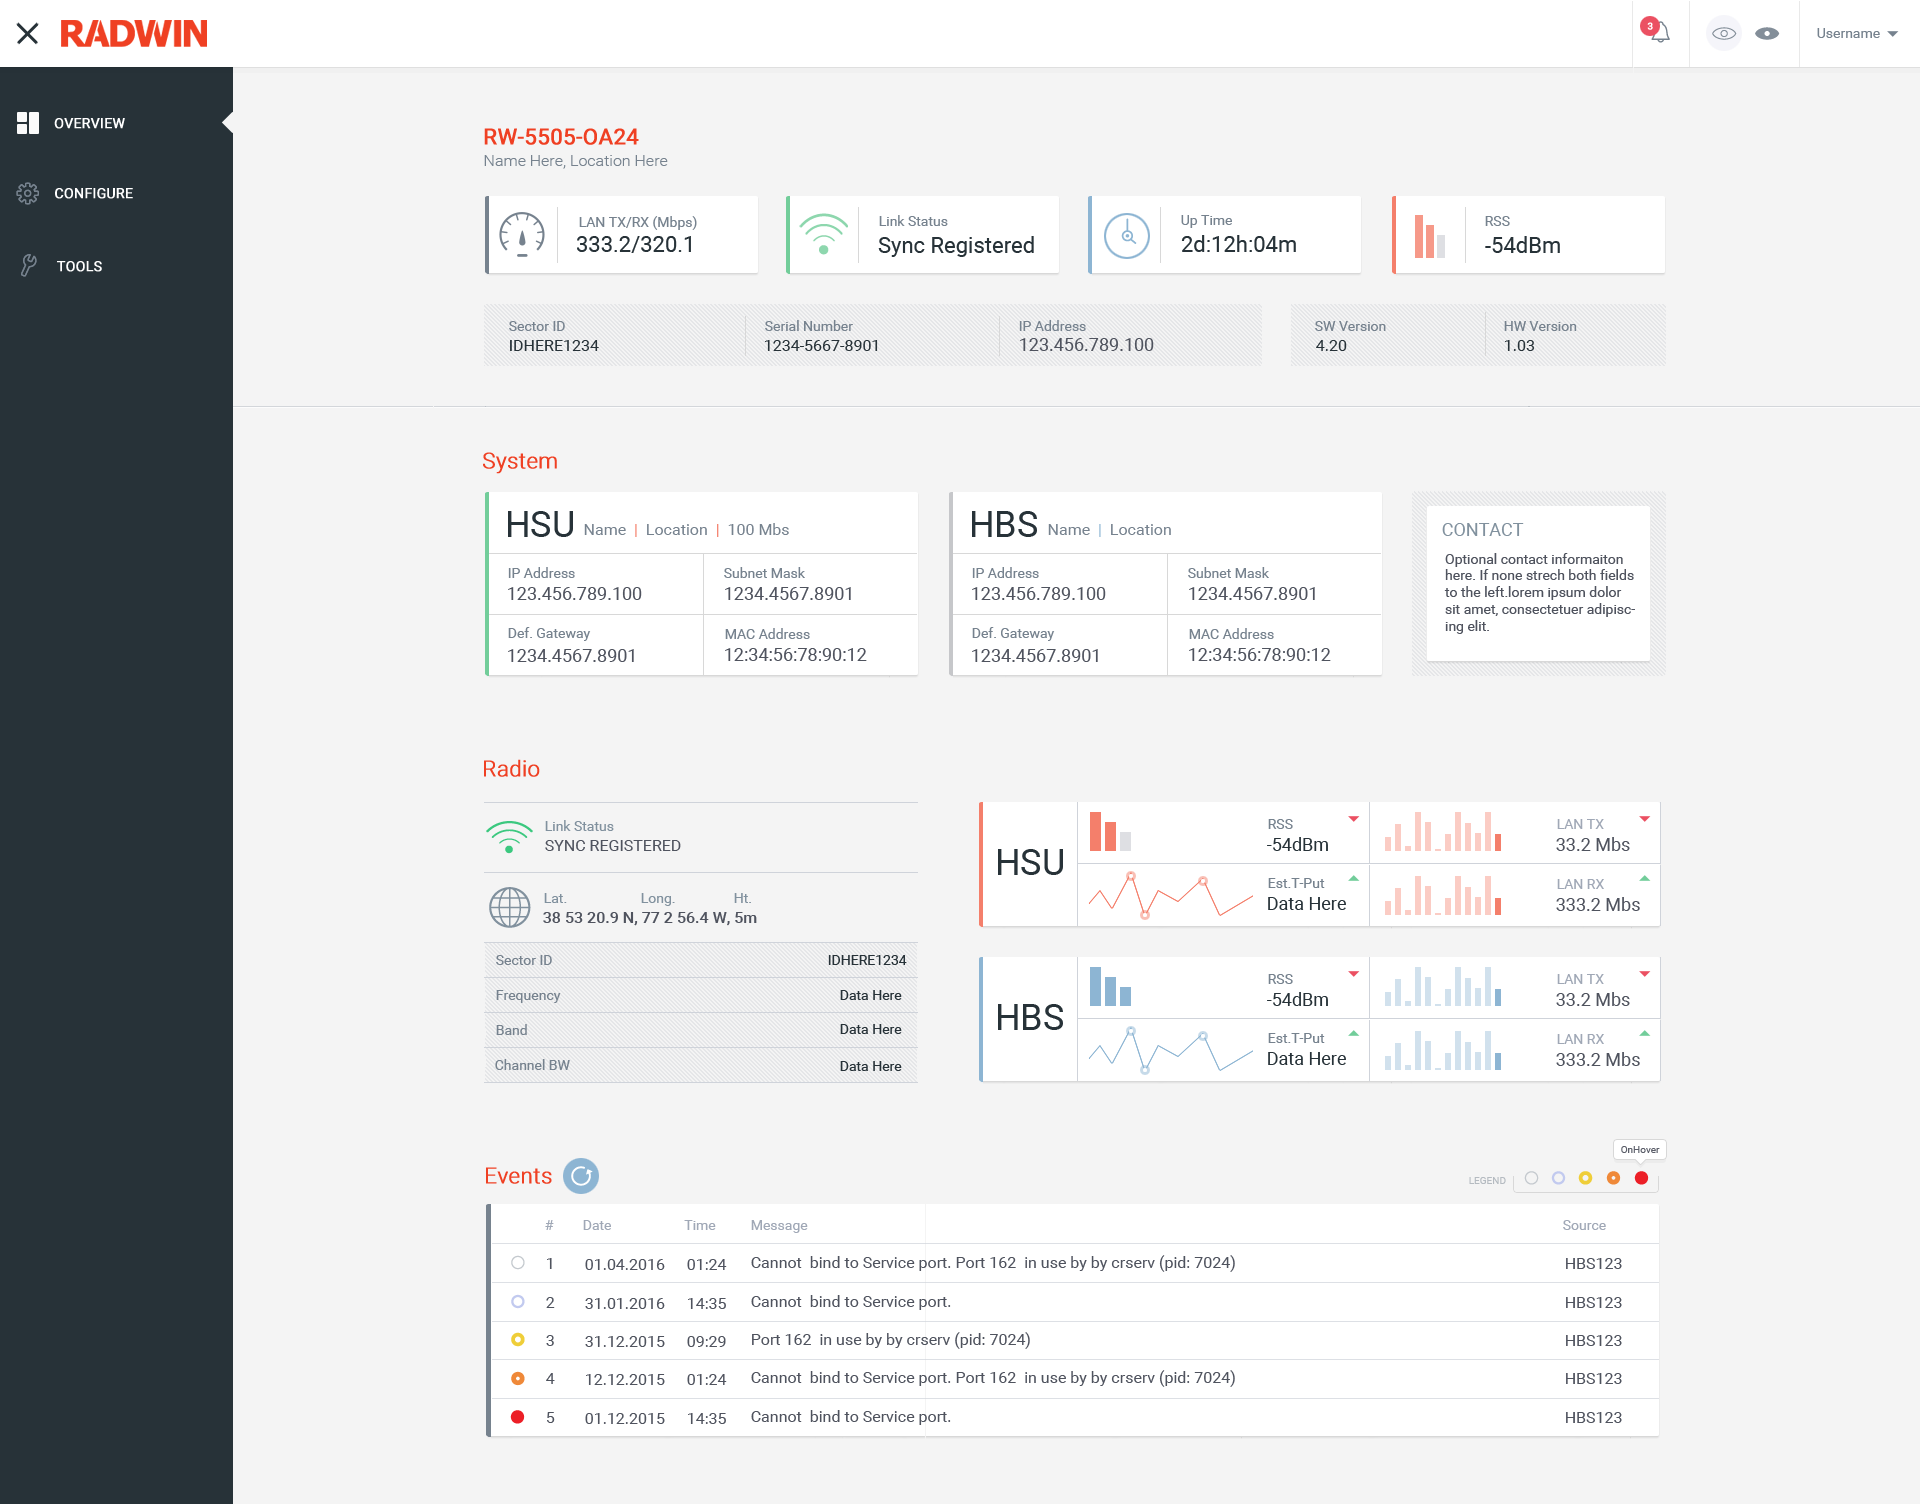 RADWIN
3
Username
OVERVIEW
CONFIGURE
TOOLS
RW-5505-OA24
Name Here, Location Here
LAN TX/RX (Mbps)
333.2/320.1
Link Status
Sync Registered
Up Time
2d:12h:04m
RSS
-54dBm
Sector ID
IDHERE1234
Serial Number
1234-5667-8901
IP Address
123.456.789.100
SW Version
4.20
HW Version
1.03
System
HSU Name | Location | 100 Mbs
IP Address
123.456.789.100
Subnet Mask
1234.4567.8901
Def. Gateway
1234.4567.8901
MAC Address
12:34:56:78:90:12
HBS Name | Location
IP Address
123.456.789.100
Subnet Mask
1234.4567.8901
Def. Gateway
1234.4567.8901
MAC Address
12:34:56:78:90:12
CONTACT
Optional contact informaiton
here. If none strech both fields
to the left.lorem ipsum dolor
sit amet, consectetuer adipisc-
ing elit.
Radio
Link Status
SYNC REGISTERED
Lat. Long. Ht.
38 53 20.9 N, 77 2 56.4 W, 5m
Sector ID IDHERE1234
Frequency Data Here
Band Data Here
Channel BW Data Here
HSU
RSS
-54dBm
LAN TX
33.2 Mbs
Est.T-Put
Data Here
LAN RX
333.2 Mbs
HBS
RSS
-54dBm
LAN TX
33.2 Mbs
Est.T-Put
Data Here
LAN RX
333.2 Mbs
Events
OnHover
LEGEND
# Date Time Message Source
1 01.04.2016 01:24 Cannot  bind to Service port. Port 162  in use by by crserv (pid: 7024) HBS123
2 31.01.2016 14:35 Cannot  bind to Service port. HBS123
3 31.12.2015 09:29 Port 162  in use by by crserv (pid: 7024) HBS123
4 12.12.2015 01:24 Cannot  bind to Service port. Port 162  in use by by crserv (pid: 7024) HBS123
5 01.12.2015 14:35 Cannot  bind to Service port. HBS123